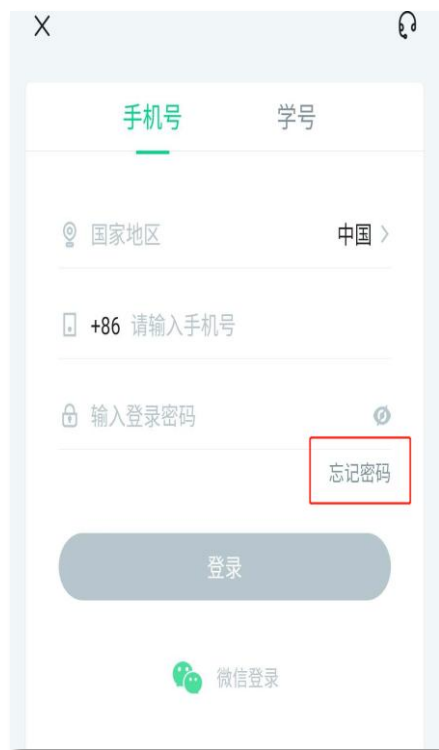 手机号 学号
国家地区 中国
+86 请输入手机号
输入登录密码
忘记密码
登录
微信登录